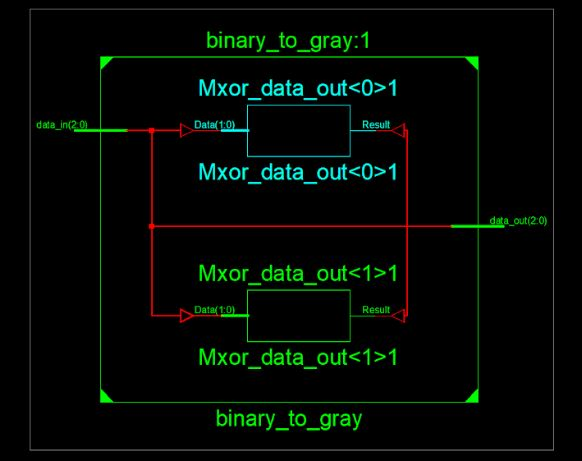 binary_to_gray:1
Mxor_data_out<0>1
data_in(2:0)
Data(1:0)
Result
Mxor_data_out<0>1
data_out(2:0)
Mxor_data_out<1>1
Data(1:0)
Result
Mxor_data_out<1>1
binary_to_gray